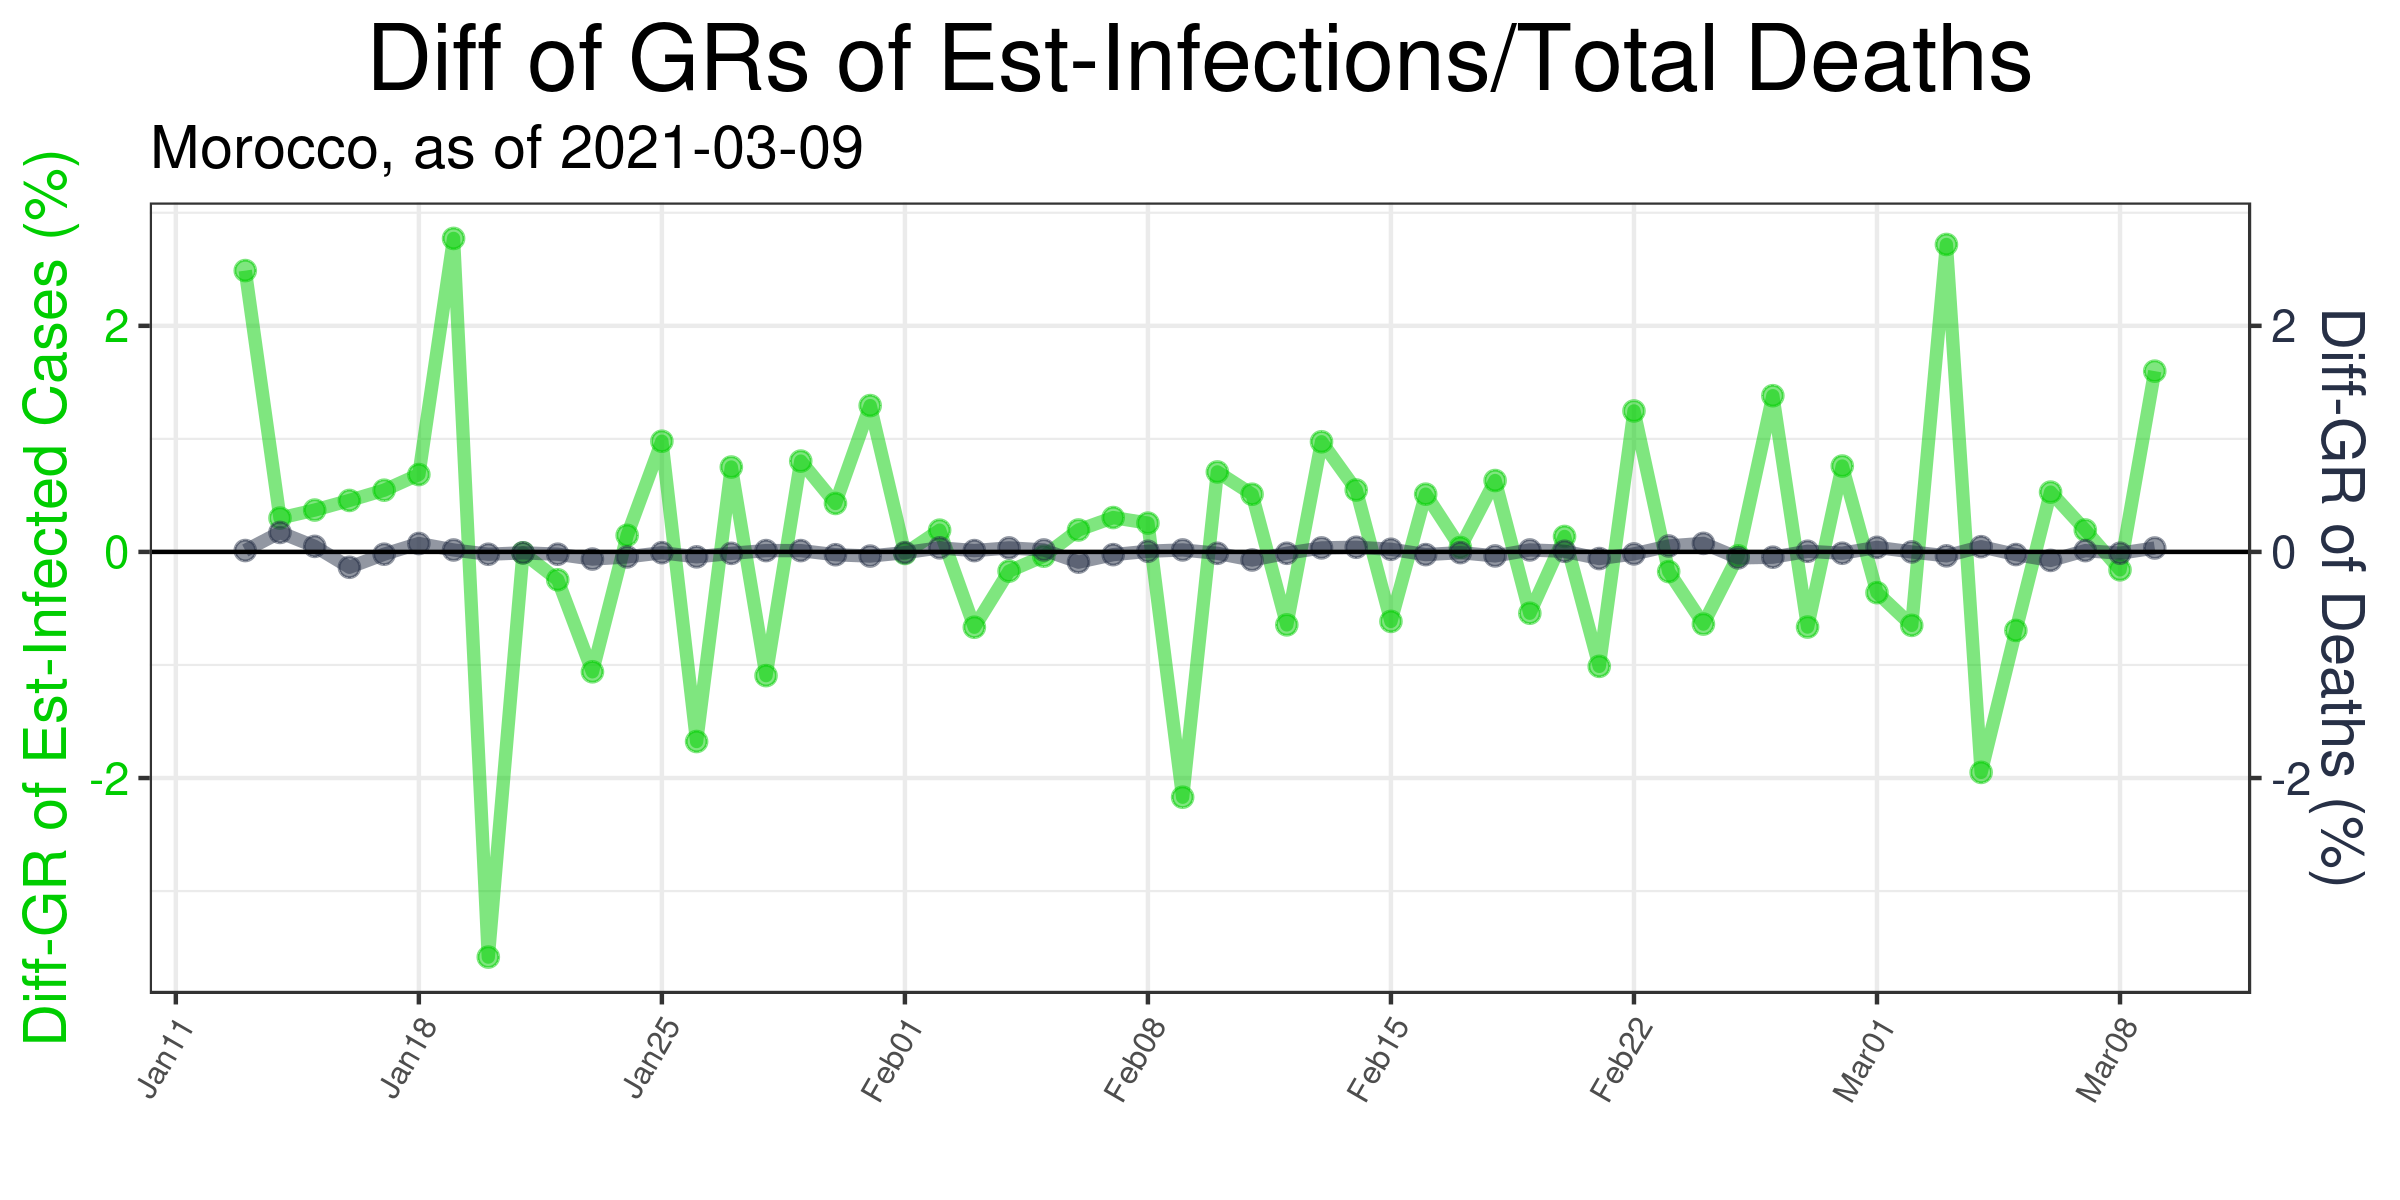 Diff of GRs of Est-Infections/Total Deaths
Morocco, as of 2021-03-09
Diff-GR of Est-Infected Cases (%)
2
0
-2
2
0
-2
Diff-GR of Deaths (%)
Jan11
Jan18
Jan25
Feb01
Feb08
Feb15
Feb22
Mar01
Mar08